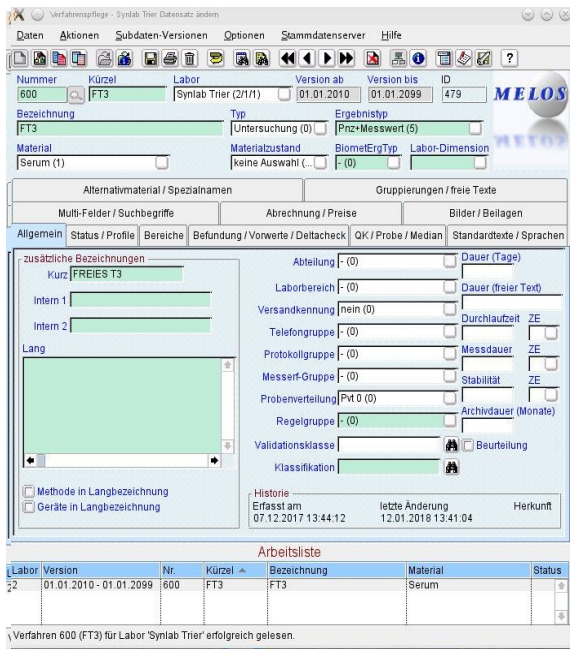 Verfahrenspflege - Synlab Trier Datensatz ändern
Daten Aktionen Subdaten-Versionen Optionen Stammdatenserver Hilfe
Nummer Kürzel Labor Version ab Version bis ID
600 FT3 Synlab Trier (2/1/1) 01.01.2010 01.01.2099 479 MELOS
Bezeichnung Typ Ergebnistyp
FT3 Untersuchung (0) Pnz+Messwert (5)
Material Materialzustand BiometErgTyp Labor-Dimension
Serum (1) keine Auswahl (... - (0)
Alternativmaterial / Spezialnamen Gruppierungen / freie Texte
Multi-Felder / Suchbegriffe Abrechnung / Preise Bilder / Beilagen
Allgemein Status / Profile Bereiche Befundung / Vorwerte / Deltacheck QK / Probe / Median Standardtexte / Sprachen
zusätzliche Bezeichnungen
Kurz FREIES T3
Intern 1
Intern 2
Lang
Methode in Langbezeichnung
Geräte in Langbezeichnung
Abteilung - (0)
Laborbereich - (0)
Versandkennung nein (0)
Telefongruppe - (0)
Protokollgruppe - (0)
Messerf-Gruppe - (0)
Probenverteilung Pvt 0 (0)
Regelgruppe - (0)
Validationsklasse Beurteilung
Klassifikation
Dauer (Tage)
Dauer (freier Text)
Durchlaufzeit ZE
Messdauer ZE
Stabilität ZE
Archivdauer (Monate)
Historie
Erfasst am letzte Änderung Herkunft
07.12.2017 13:44:12 12.01.2018 13:41:04
Arbeitsliste
Labor Version Nr. Kürzel Bezeichnung Material Status
2 01.01.2010 - 01.01.2099 600 FT3 FT3 Serum
Verfahren 600 (FT3) für Labor 'Synlab Trier' erfolgreich gelesen.